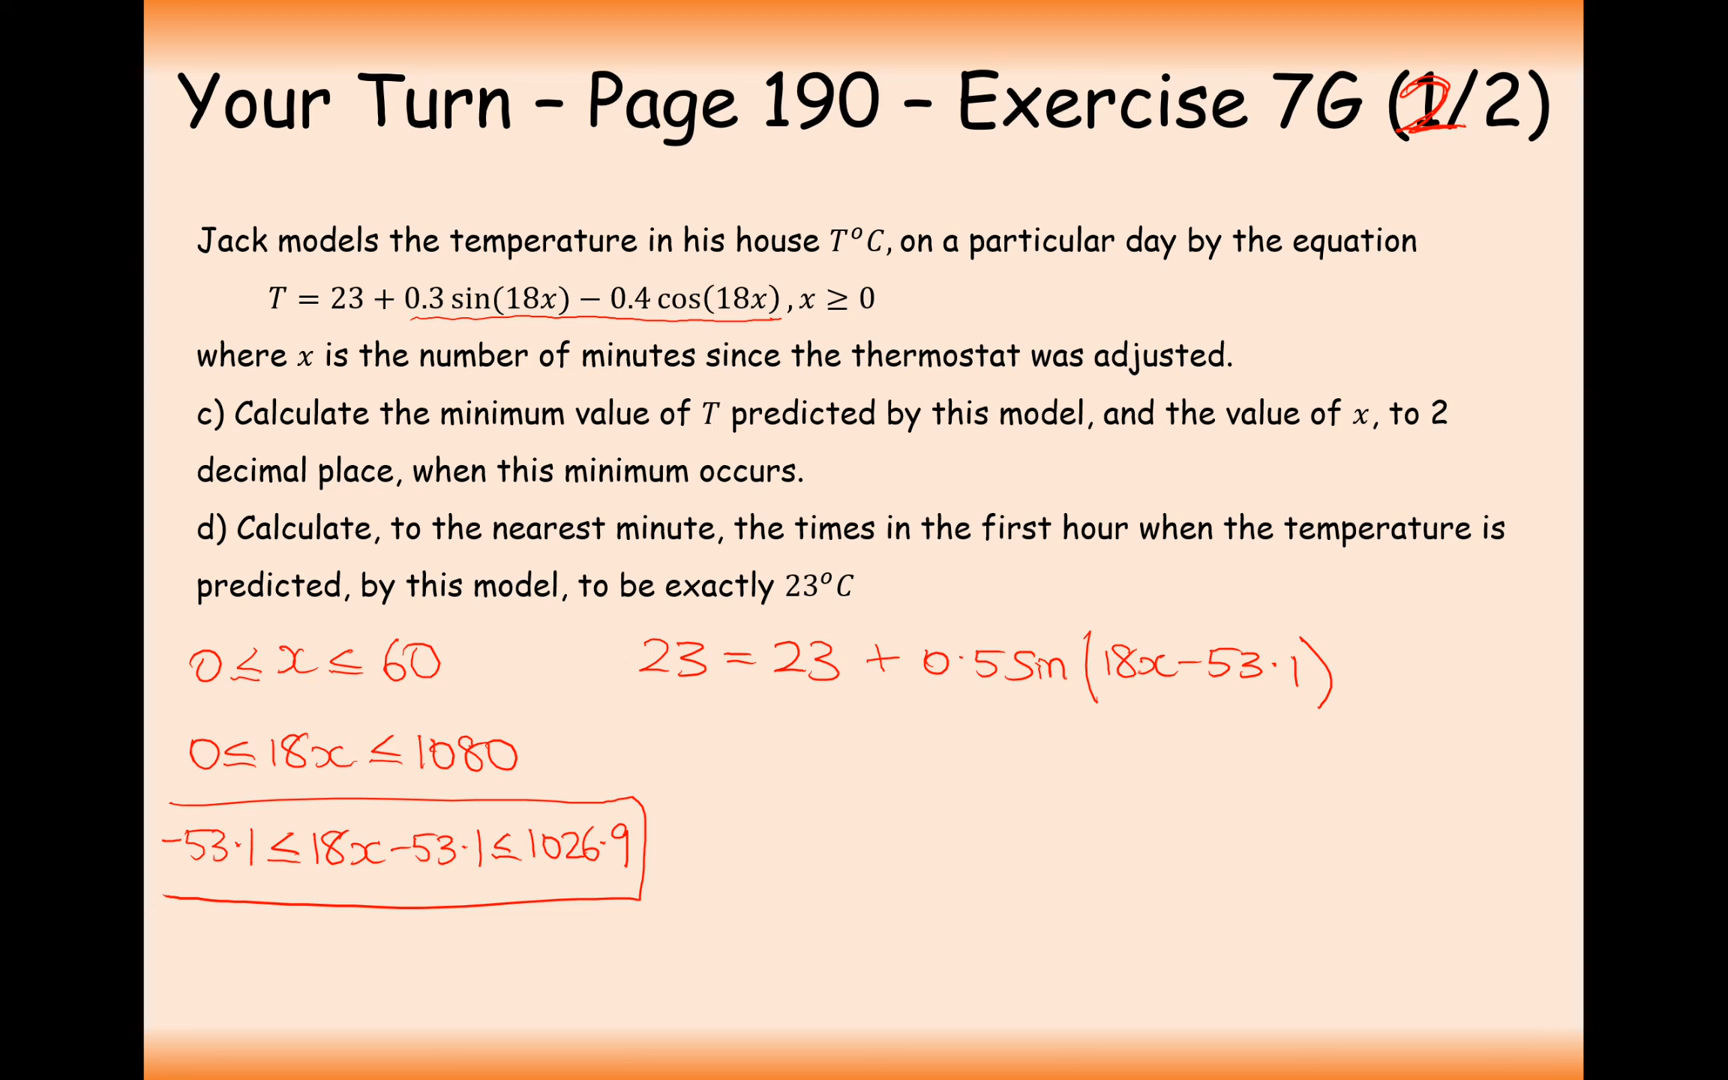 Your Turn – Page 190 – Exercise 7G (2/2)
Jack models the temperature in his house T°C, on a particular day by the equation
T = 23 + 0.3 sin(18x) − 0.4 cos(18x), x ≥ 0
where x is the number of minutes since the thermostat was adjusted.
c) Calculate the minimum value of T predicted by this model, and the value of x, to 2
decimal place, when this minimum occurs.
d) Calculate, to the nearest minute, the times in the first hour when the temperature is
predicted, by this model, to be exactly 23°C
0 ≤ x ≤ 60
23 = 23 + 0.5 Sin(18x − 53.1)
0 ≤ 18x ≤ 1080
−53.1 ≤ 18x − 53.1 ≤ 1026.9